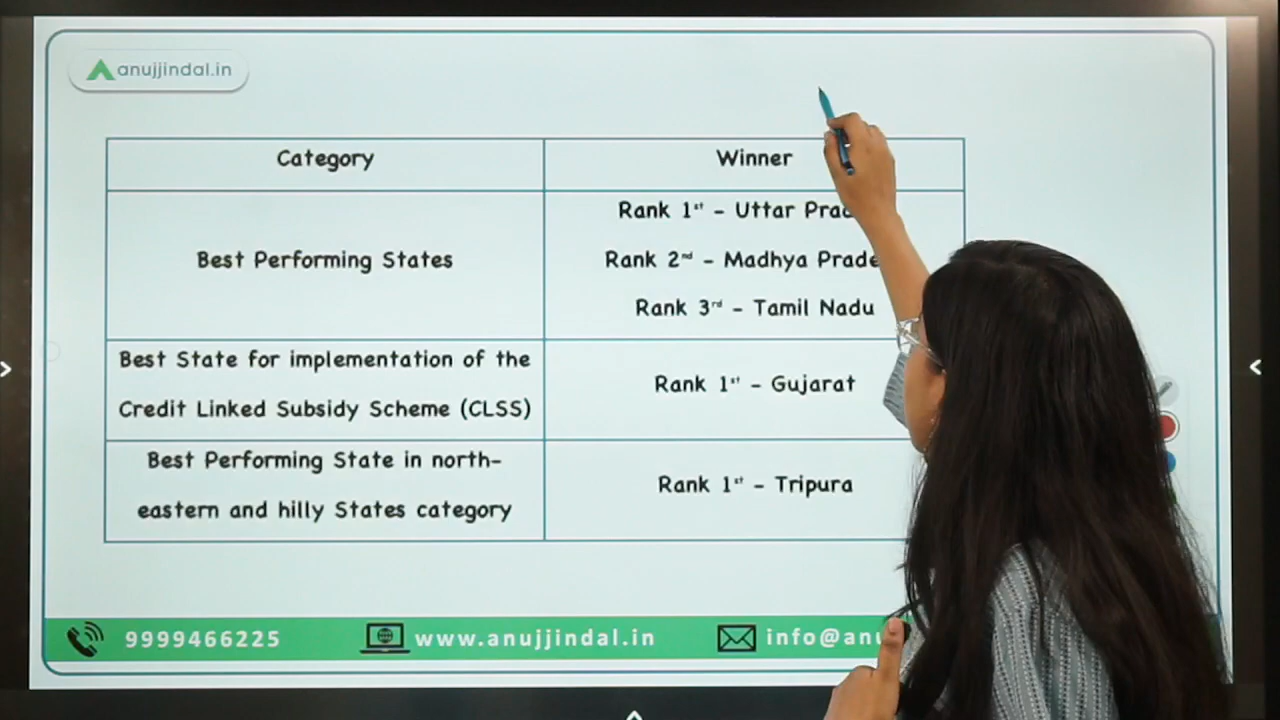 anujjindal.in
Category
Winner
Best Performing States
Rank 1st - Uttar Prad
Rank 2nd - Madhya Prade
Rank 3rd - Tamil Nadu
Best State for implementation of the
Credit Linked Subsidy Scheme (CLSS)
Rank 1st - Gujarat
Best Performing State in north-
eastern and hilly States category
Rank 1st - Tripura
9999466225
www.anujjindal.in
info@anu